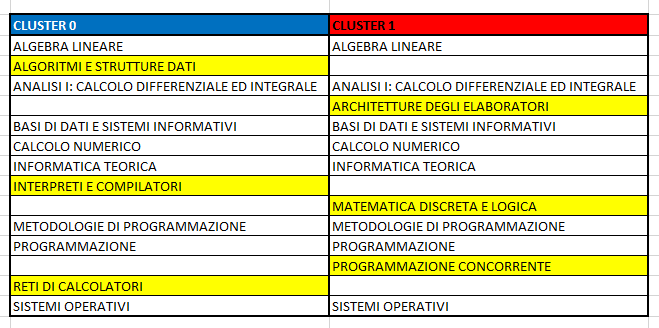 CLUSTER 0 CLUSTER 1
ALGEBRA LINEARE ALGEBRA LINEARE
ALGORITMI E STRUTTURE DATI
ANALISI I: CALCOLO DIFFERENZIALE ED INTEGRALE ANALISI I: CALCOLO DIFFERENZIALE ED INTEGRALE
ARCHITETTURE DEGLI ELABORATORI
BASI DI DATI E SISTEMI INFORMATIVI BASI DI DATI E SISTEMI INFORMATIVI
CALCOLO NUMERICO CALCOLO NUMERICO
INFORMATICA TEORICA INFORMATICA TEORICA
INTERPRETI E COMPILATORI
MATEMATICA DISCRETA E LOGICA
METODOLOGIE DI PROGRAMMAZIONE METODOLOGIE DI PROGRAMMAZIONE
PROGRAMMAZIONE PROGRAMMAZIONE
PROGRAMMAZIONE CONCORRENTE
RETI DI CALCOLATORI
SISTEMI OPERATIVI SISTEMI OPERATIVI